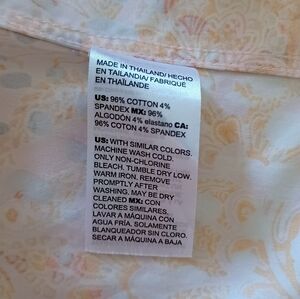 MADE IN THAILAND/ HECHO
EN TAILANDIA/ FABRIQUÉ
EN THAÏLANDE
US: 96% COTTON 4%
SPANDEX MX: 96%
ALGODÓN 4% elastano CA:
96% COTON 4% SPANDEX
US: WITH SIMILAR COLORS.
MACHINE WASH COLD.
ONLY NON-CHLORINE
BLEACH, TUMBLE DRY LOW.
WARM IRON. REMOVE
PROMPTLY AFTER
WASHING. MAY BE DRY
CLEANED MX: CON
COLORES SIMILARES.
LAVAR A MÁQUINA CON
AGUA FRÍA. SOLAMENTE
BLANQUEADOR SIN CLORO.
SECAR A MÁQUINA A BAJA